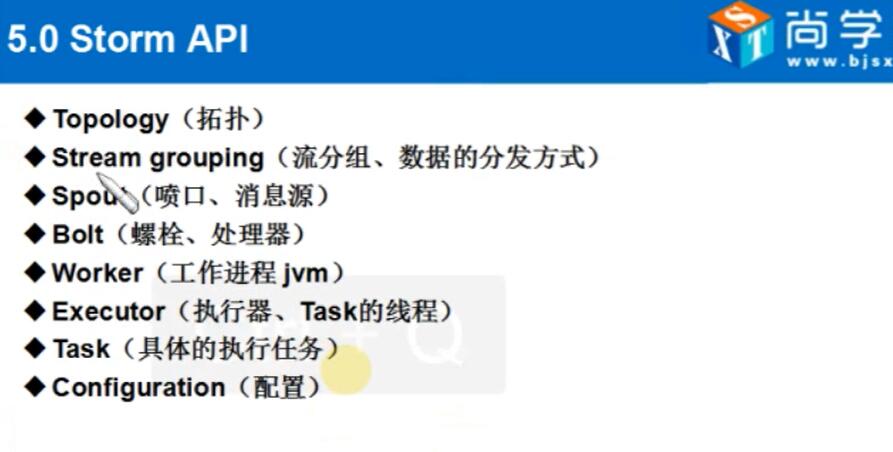 5.0 Storm API
SXT
尚学
www.bjsx
◆ Topology（拓扑）
◆ Stream grouping（流分组、数据的分发方式）
◆ Spout（喷口、消息源）
◆ Bolt（螺栓、处理器）
◆ Worker（工作进程 jvm）
◆ Executor（执行器、Task的线程）
◆ Task（具体的执行任务）
◆ Configuration（配置）